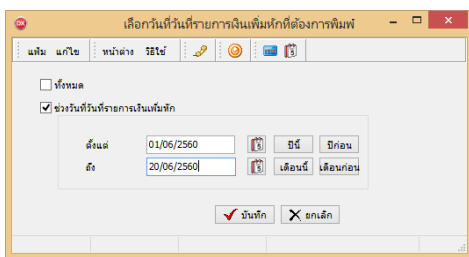 เลือกวันที่วันที่รายการเงินเพิ่มหักที่ต้องการพิมพ์
แฟ้ม แก้ไข หน้าต่าง วิธีใช้
ทั้งหมด
ช่วงวันที่วันที่รายการเงินเพิ่มหัก
ตั้งแต่ 01/06/2560 ปีนี้ ปีก่อน
ถึง 20/06/2560 เดือนนี้ เดือนก่อน
บันทึก ยกเลิก